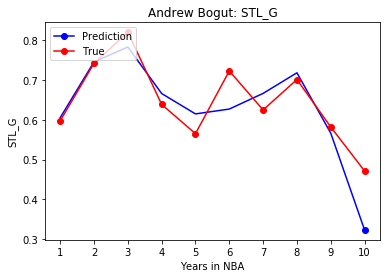 Andrew Bogut: STL_G
Prediction
True
0.8
0.7
0.6
0.5
0.4
0.3
STL_G
1 2 3 4 5 6 7 8 9 10
Years in NBA